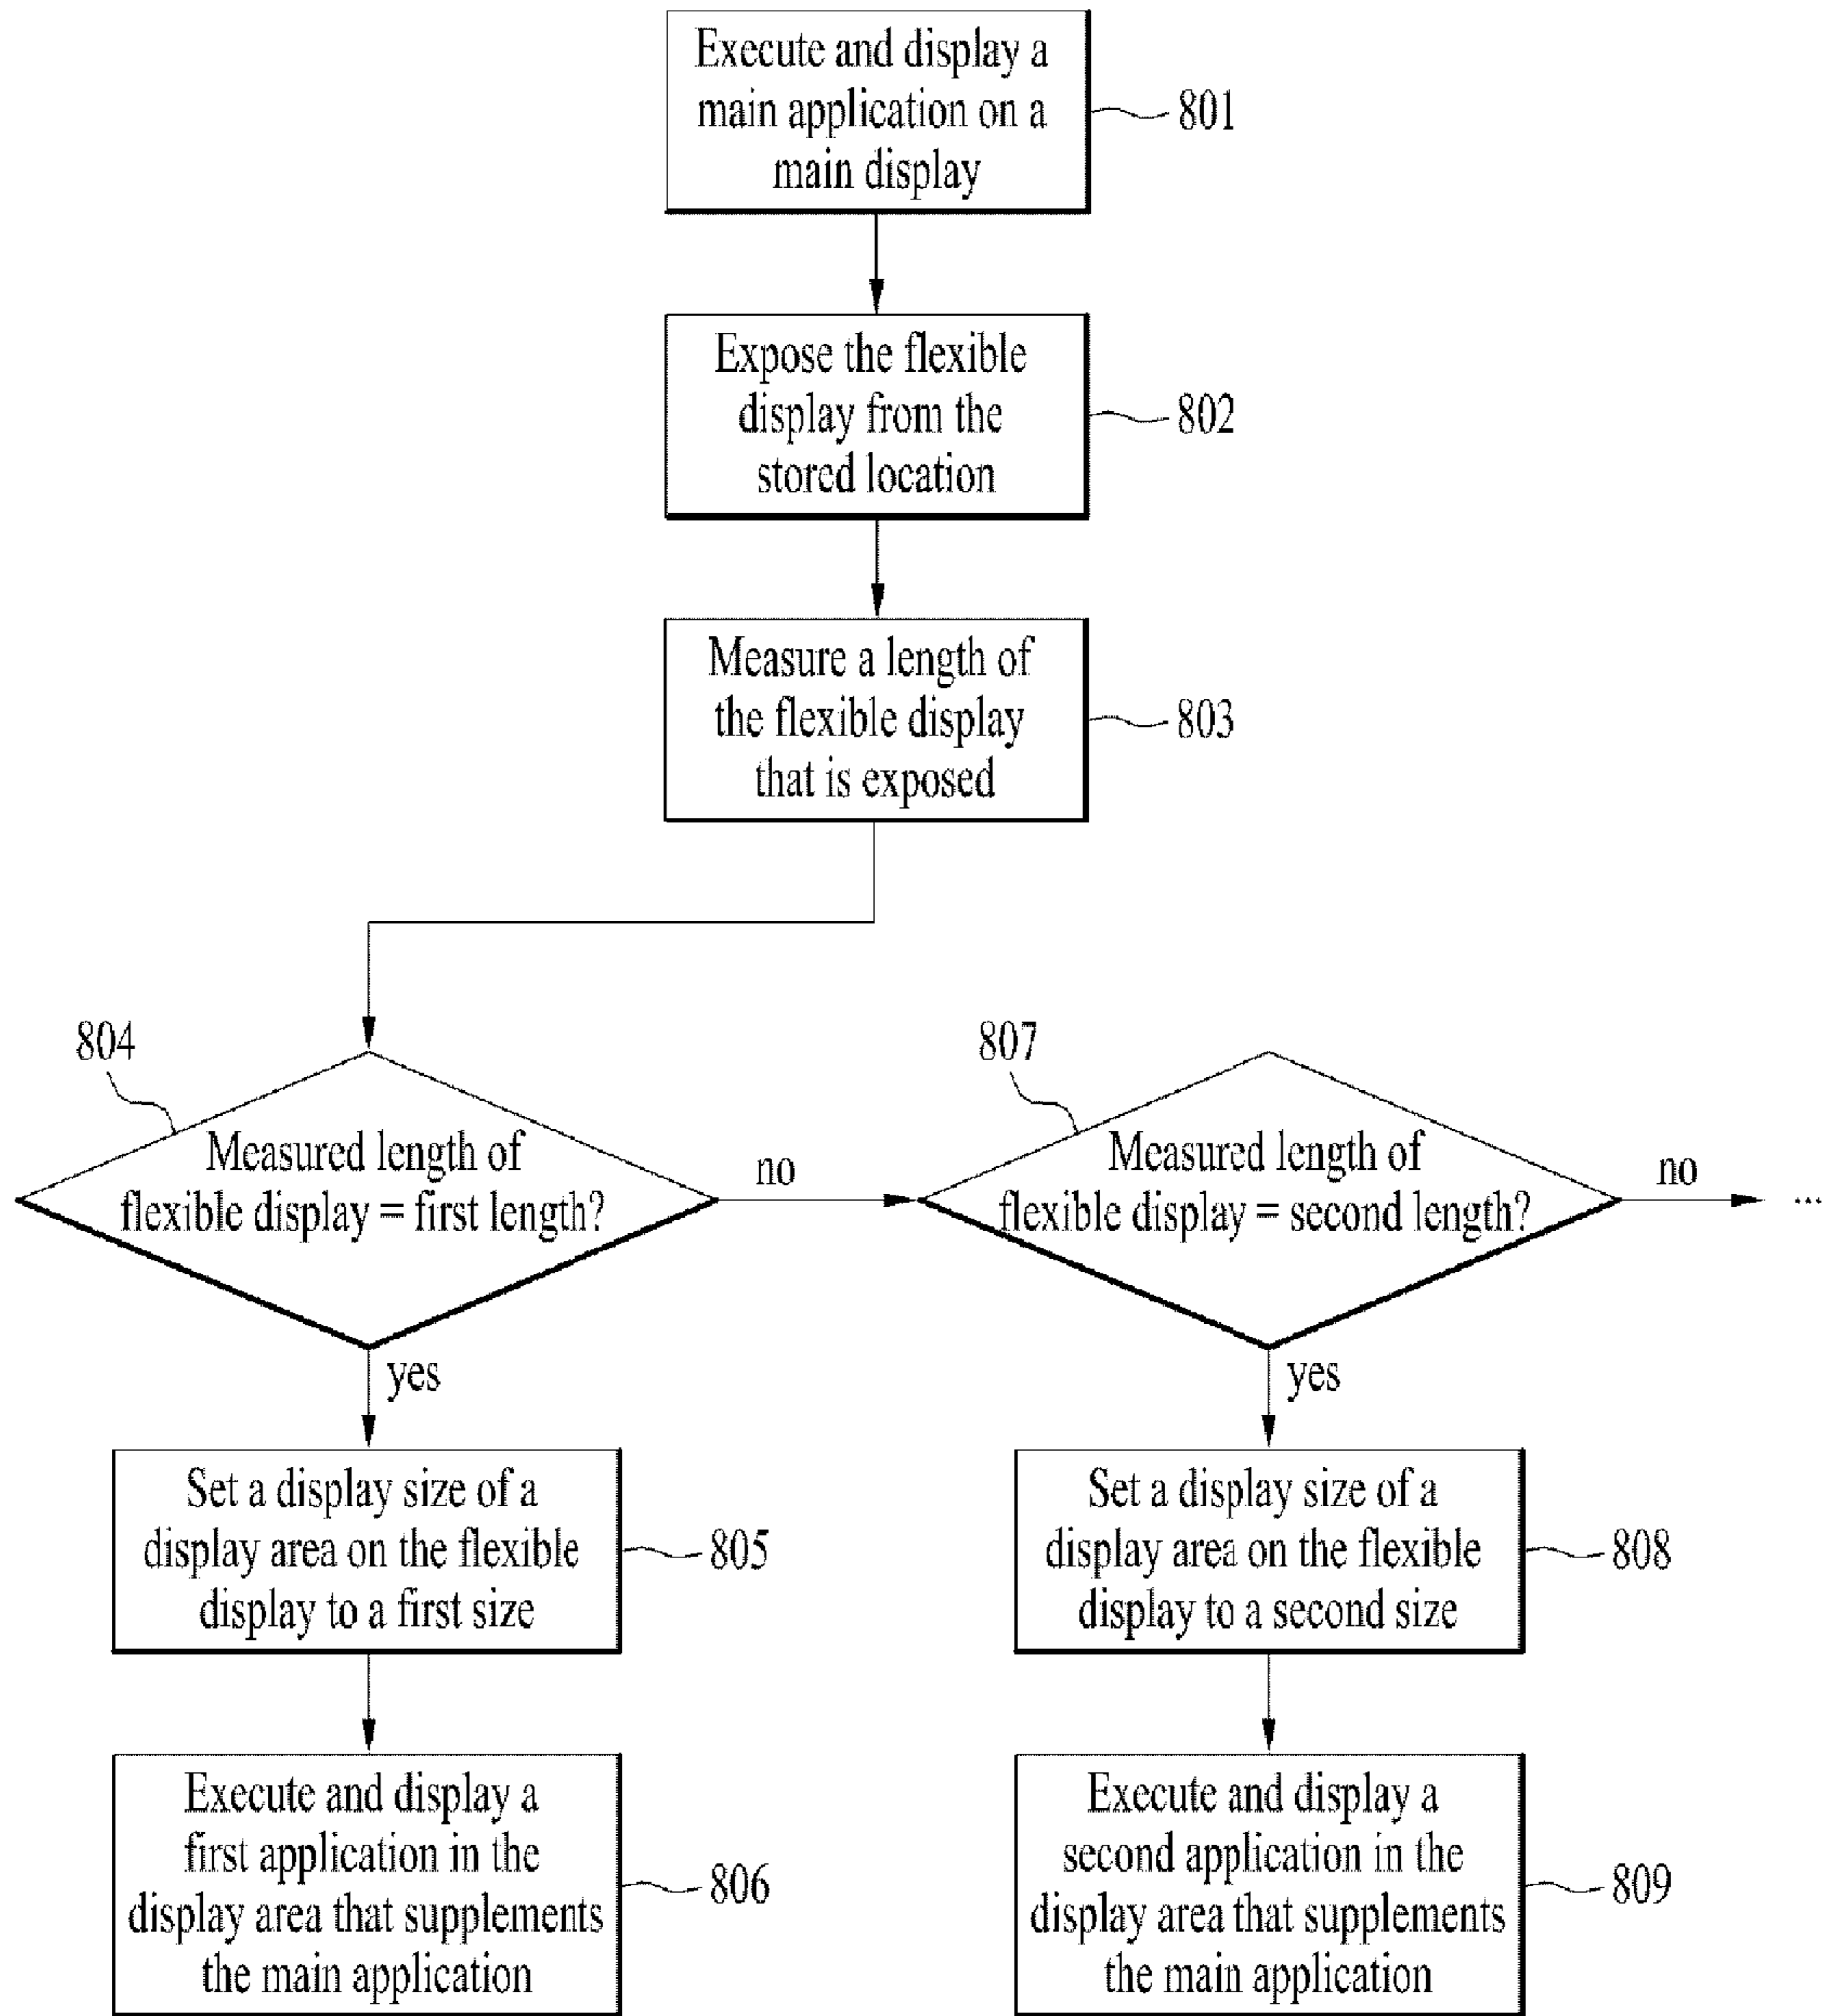 Execute and display a
main application on a
main display
801
Expose the flexible
display from the
stored location
802
Measure a length of
the flexible display
that is exposed
803
804
Measured length of
flexible display = first length?
no
yes
807
Measured length of
flexible display = second length?
no
...
yes
Set a display size of a
display area on the flexible
display to a first size
805
Set a display size of a
display area on the flexible
display to a second size
808
Execute and display a
first application in the
display area that supplements
the main application
806
Execute and display a
second application in the
display area that supplements
the main application
809